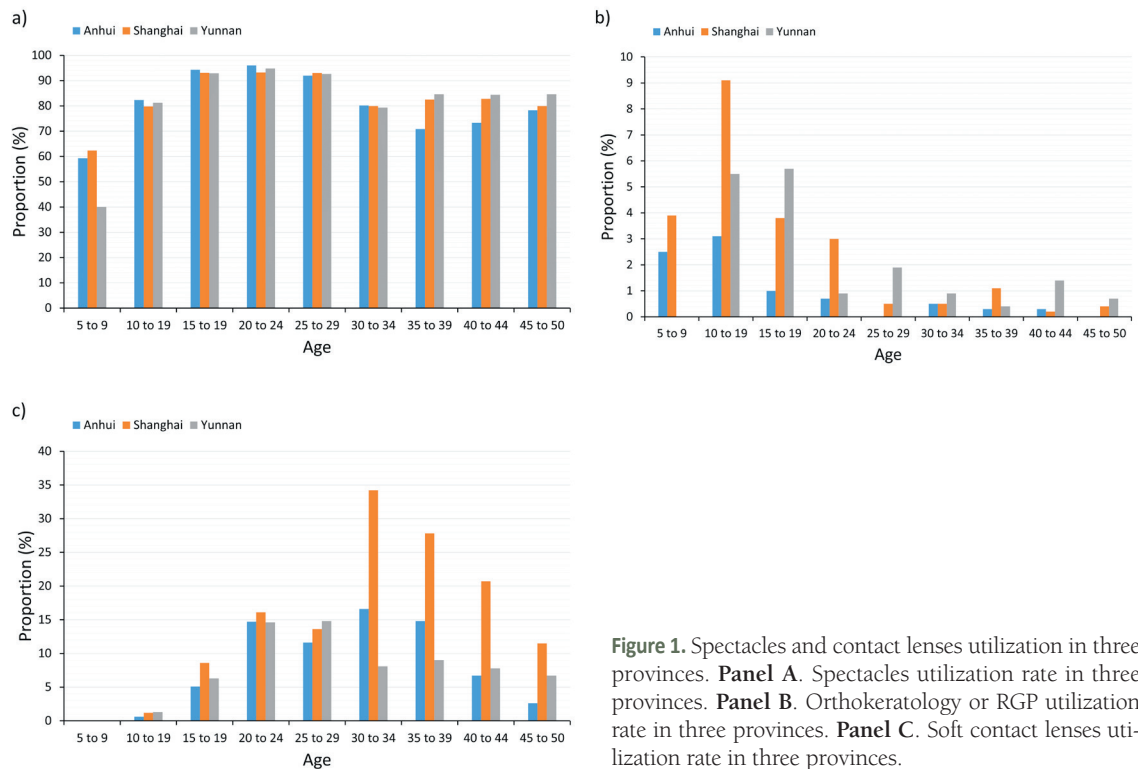 a)
Anhui Shanghai Yunnan
100
90
80
70
60
50
40
30
20
10
0
Proportion (%)
5 to 9 10 to 19 15 to 19 20 to 24 25 to 29 30 to 34 35 to 39 40 to 44 45 to 50
Age
b)
Anhui Shanghai Yunnan
10
9
8
7
6
5
4
3
2
1
0
Proportion (%)
5 to 9 10 to 19 15 to 19 20 to 24 25 to 29 30 to 34 35 to 39 40 to 44 45 to 50
Age
c)
Anhui Shanghai Yunnan
40
35
30
25
20
15
10
5
0
Proportion (%)
5 to 9 10 to 19 15 to 19 20 to 24 25 to 29 30 to 34 35 to 39 40 to 44 45 to 50
Age
Figure 1. Spectacles and contact lenses utilization in three
provinces. Panel A. Spectacles utilization rate in three
provinces. Panel B. Orthokeratology or RGP utilization
rate in three provinces. Panel C. Soft contact lenses uti-
lization rate in three provinces.